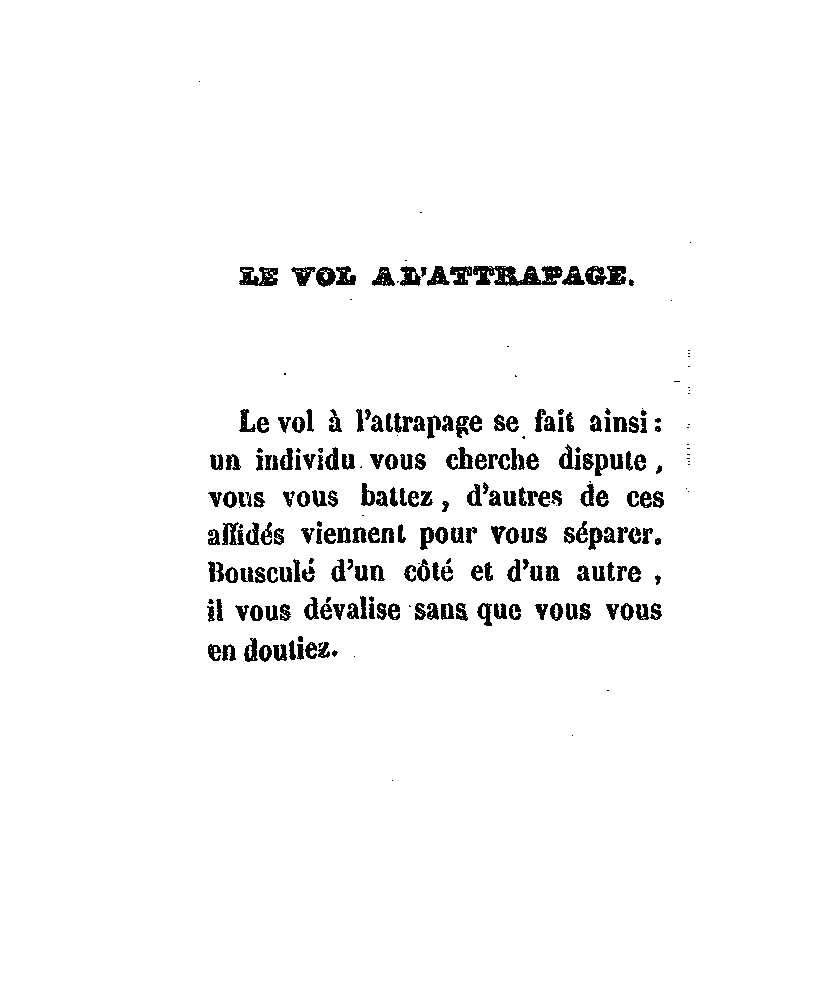 LE VOL A L'ATTRAPAGE.
Le vol à l'attrapage se fait ainsi :
un individu vous cherche dispute ,
vous vous battez , d'autres de ces
affidés viennent pour vous séparer.
Bousculé d'un côté et d'un autre ,
il vous dévalise sans que vous vous
en doutiez.